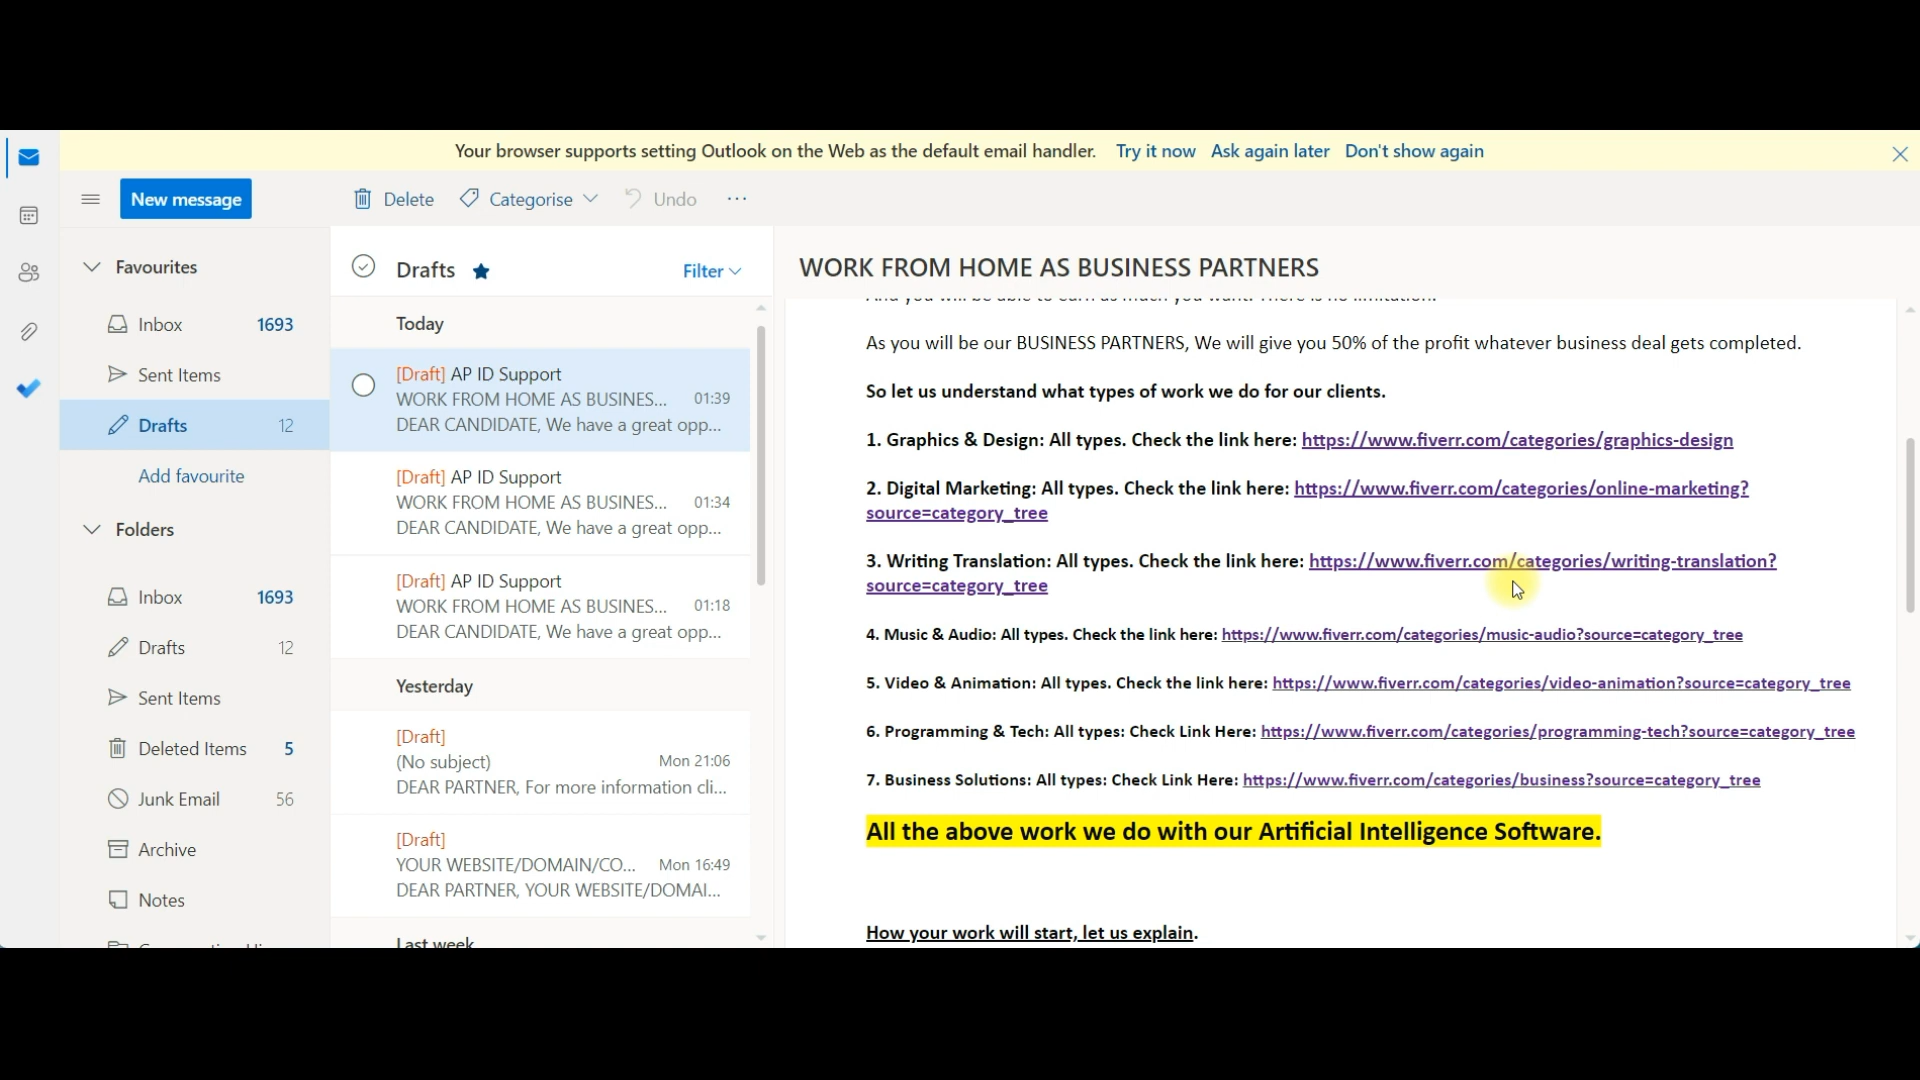 Your browser supports setting Outlook on the Web as the default email handler. Try it now Ask again later Don't show again
New message
Delete Categorise Undo ...
Favourites
Inbox 1693
Sent Items
Drafts 12
Add favourite
Folders
Inbox 1693
Drafts 12
Sent Items
Deleted Items 5
Junk Email 56
Archive
Notes
Drafts Filter
Today
[Draft] AP ID Support
WORK FROM HOME AS BUSINES... 01:39
DEAR CANDIDATE, We have a great opp...
[Draft] AP ID Support
WORK FROM HOME AS BUSINES... 01:34
DEAR CANDIDATE, We have a great opp...
[Draft] AP ID Support
WORK FROM HOME AS BUSINES... 01:18
DEAR CANDIDATE, We have a great opp...
Yesterday
[Draft]
(No subject) Mon 21:06
DEAR PARTNER, For more information cli...
[Draft]
YOUR WEBSITE/DOMAIN/CO... Mon 16:49
DEAR PARTNER, YOUR WEBSITE/DOMAI...
Last week
WORK FROM HOME AS BUSINESS PARTNERS
As you will be our BUSINESS PARTNERS, We will give you 50% of the profit whatever business deal gets completed.
So let us understand what types of work we do for our clients.
1. Graphics & Design: All types. Check the link here: https://www.fiverr.com/categories/graphics-design
2. Digital Marketing: All types. Check the link here: https://www.fiverr.com/categories/online-marketing?
source=category_tree
3. Writing Translation: All types. Check the link here: https://www.fiverr.com/categories/writing-translation?
source=category_tree
4. Music & Audio: All types. Check the link here: https://www.fiverr.com/categories/music-audio?source=category_tree
5. Video & Animation: All types. Check the link here: https://www.fiverr.com/categories/video-animation?source=category_tree
6. Programming & Tech: All types: Check Link Here: https://www.fiverr.com/categories/programming-tech?source=category_tree
7. Business Solutions: All types: Check Link Here: https://www.fiverr.com/categories/business?source=category_tree
All the above work we do with our Artificial Intelligence Software.
How your work will start, let us explain.